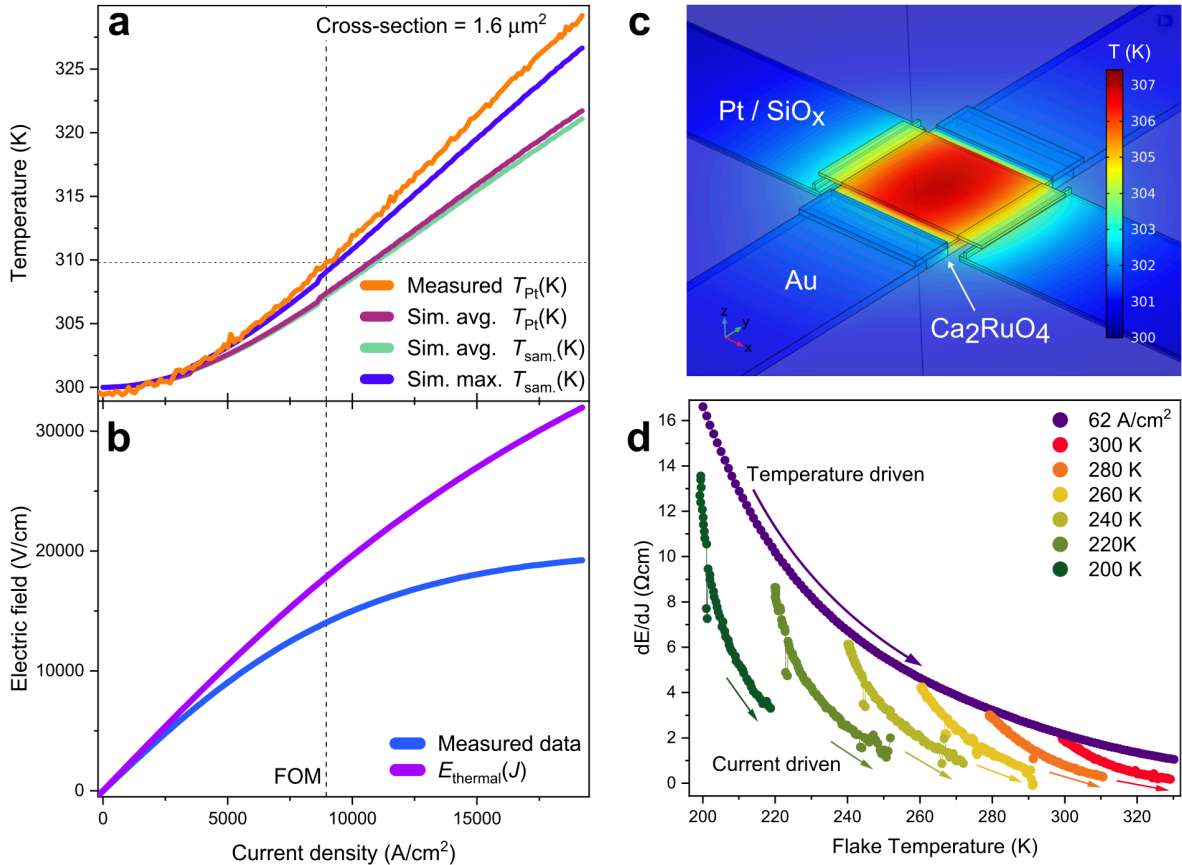 a
Cross-section = 1.6 μm²
325
320
315
310
305
300
Temperature (K)
Measured T_Pt(K)
Sim. avg. T_Pt(K)
Sim. avg. T_sam.(K)
Sim. max. T_sam.(K)
b
30000
20000
10000
0
Electric field (V/cm)
FOM
Measured data
E_thermal(J)
0 5000 10000 15000
Current density (A/cm²)
c
T (K)
307
306
305
304
303
302
301
300
Pt / SiOₓ
Au
Ca₂RuO₄
z
y
x
d
16
14
12
10
8
6
4
2
0
dE/dJ (Ωcm)
Temperature driven
Current driven
62 A/cm²
300 K
280 K
260 K
240 K
220K
200 K
200 220 240 260 280 300 320
Flake Temperature (K)